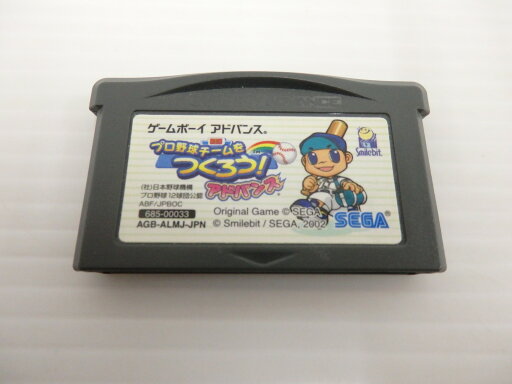 ゲームボーイ アドバンス®
プロ野球チームを
つくろう!
アドバンス
Smilebit
(社)日本野球機構
プロ野球12球団公認
ABF/JPBOC
685-00033
AGB-ALMJ-JPN
Original Game © SEGA
© Smilebit / SEGA, 2002
SEGA